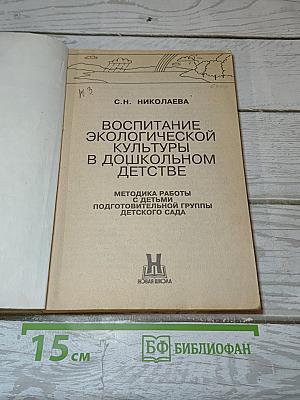 И 3
С.Н. НИКОЛАЕВА
ВОСПИТАНИЕ
ЭКОЛОГИЧЕСКОЙ
КУЛЬТУРЫ
В ДОШКОЛЬНОМ
ДЕТСТВЕ
МЕТОДИКА РАБОТЫ
С ДЕТЬМИ
ПОДГОТОВИТЕЛЬНОЙ ГРУППЫ
ДЕТСКОГО САДА
Н
НОВАЯ ШКОЛА
15 см
БФ БИБЛИОФАН